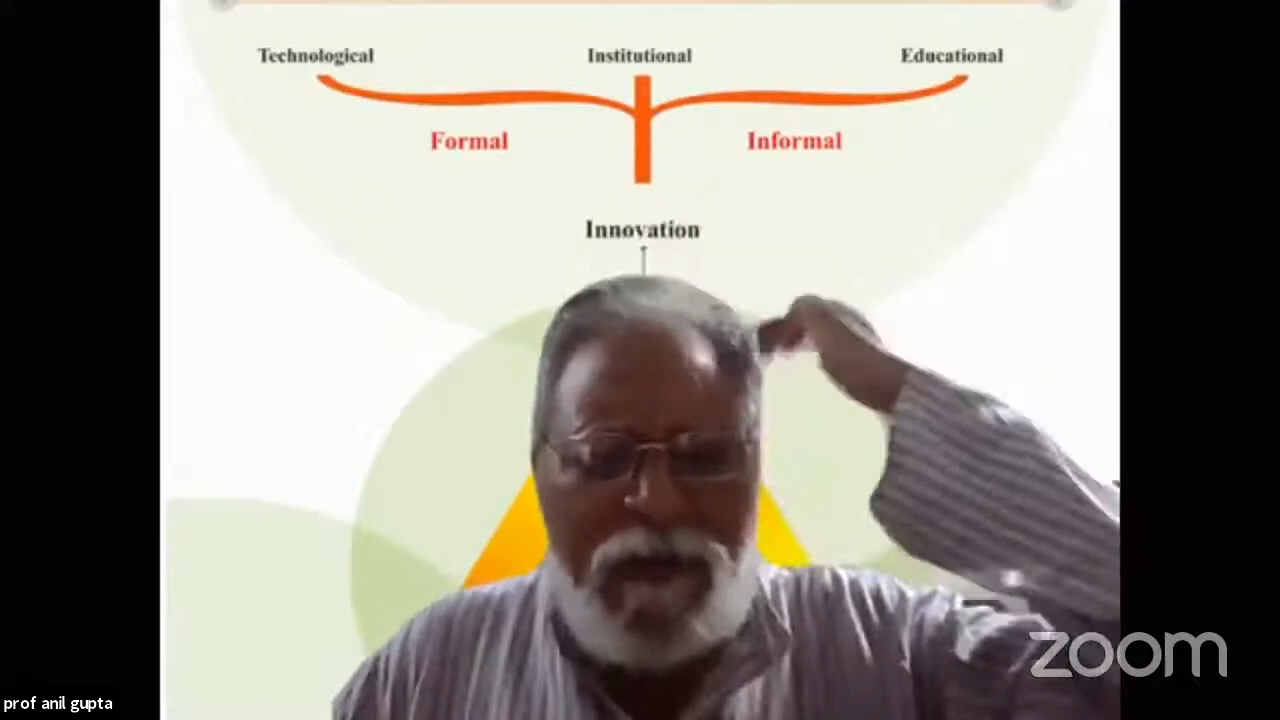 Technological Institutional Educational
Formal Informal
Innovation
zoom
prof anil gupta